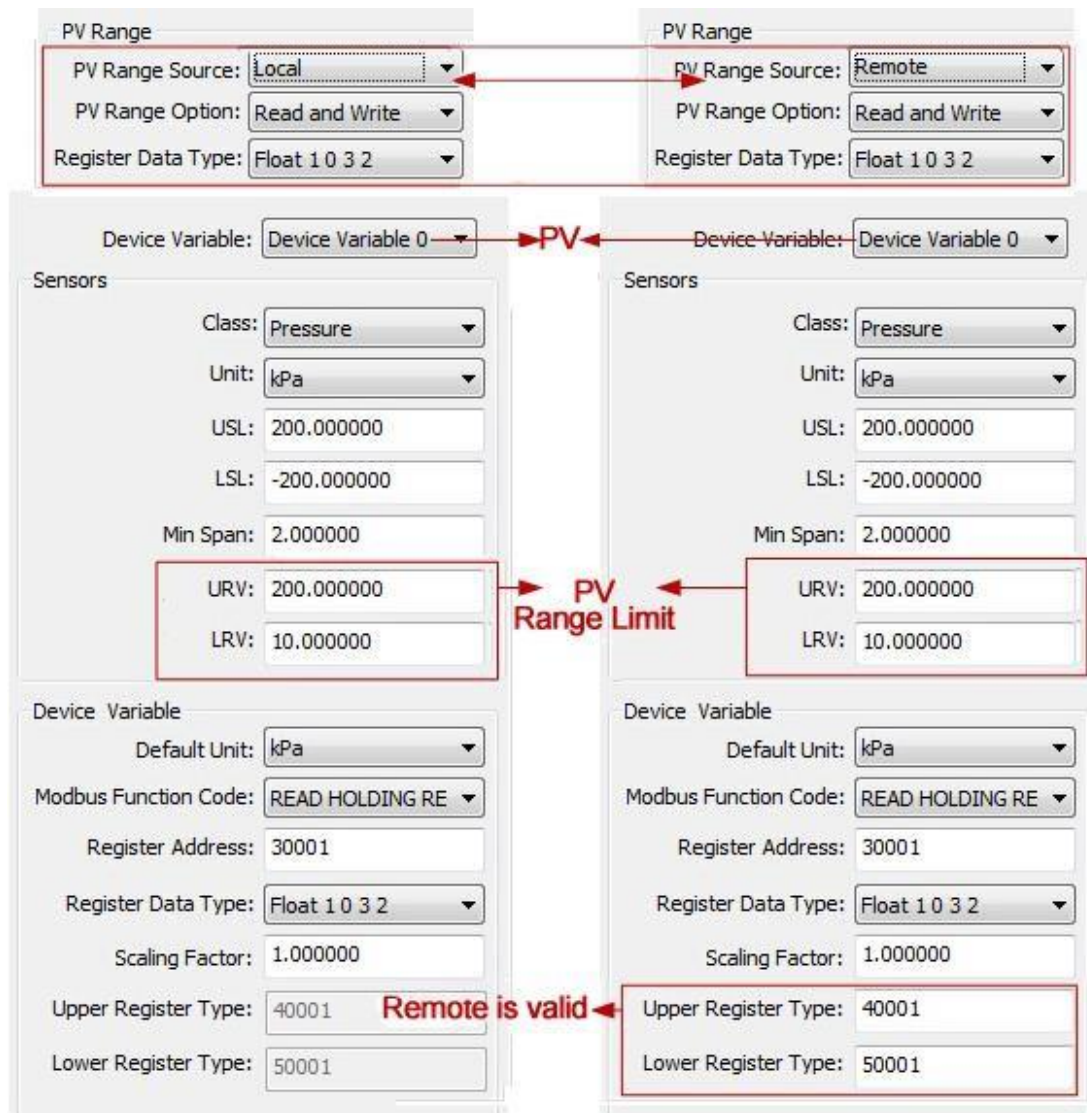 PV Range
PV Range
PV Range Source: Local
PV Range Source: Remote
PV Range Option: Read and Write
PV Range Option: Read and Write
Register Data Type: Float 1 0 3 2
Register Data Type: Float 1 0 3 2
Device Variable: Device Variable 0
PV
Device Variable: Device Variable 0
Sensors
Sensors
Class: Pressure
Class: Pressure
Unit: kPa
Unit: kPa
USL: 200.000000
USL: 200.000000
LSL: -200.000000
LSL: -200.000000
Min Span: 2.000000
Min Span: 2.000000
URV: 200.000000
PV
URV: 200.000000
Range Limit
LRV: 10.000000
LRV: 10.000000
Device Variable
Device Variable
Default Unit: kPa
Default Unit: kPa
Modbus Function Code: READ HOLDING RE
Modbus Function Code: READ HOLDING RE
Register Address: 30001
Register Address: 30001
Register Data Type: Float 1 0 3 2
Register Data Type: Float 1 0 3 2
Scaling Factor: 1.000000
Scaling Factor: 1.000000
Upper Register Type: 40001
Remote is valid
Upper Register Type: 40001
Lower Register Type: 50001
Lower Register Type: 50001